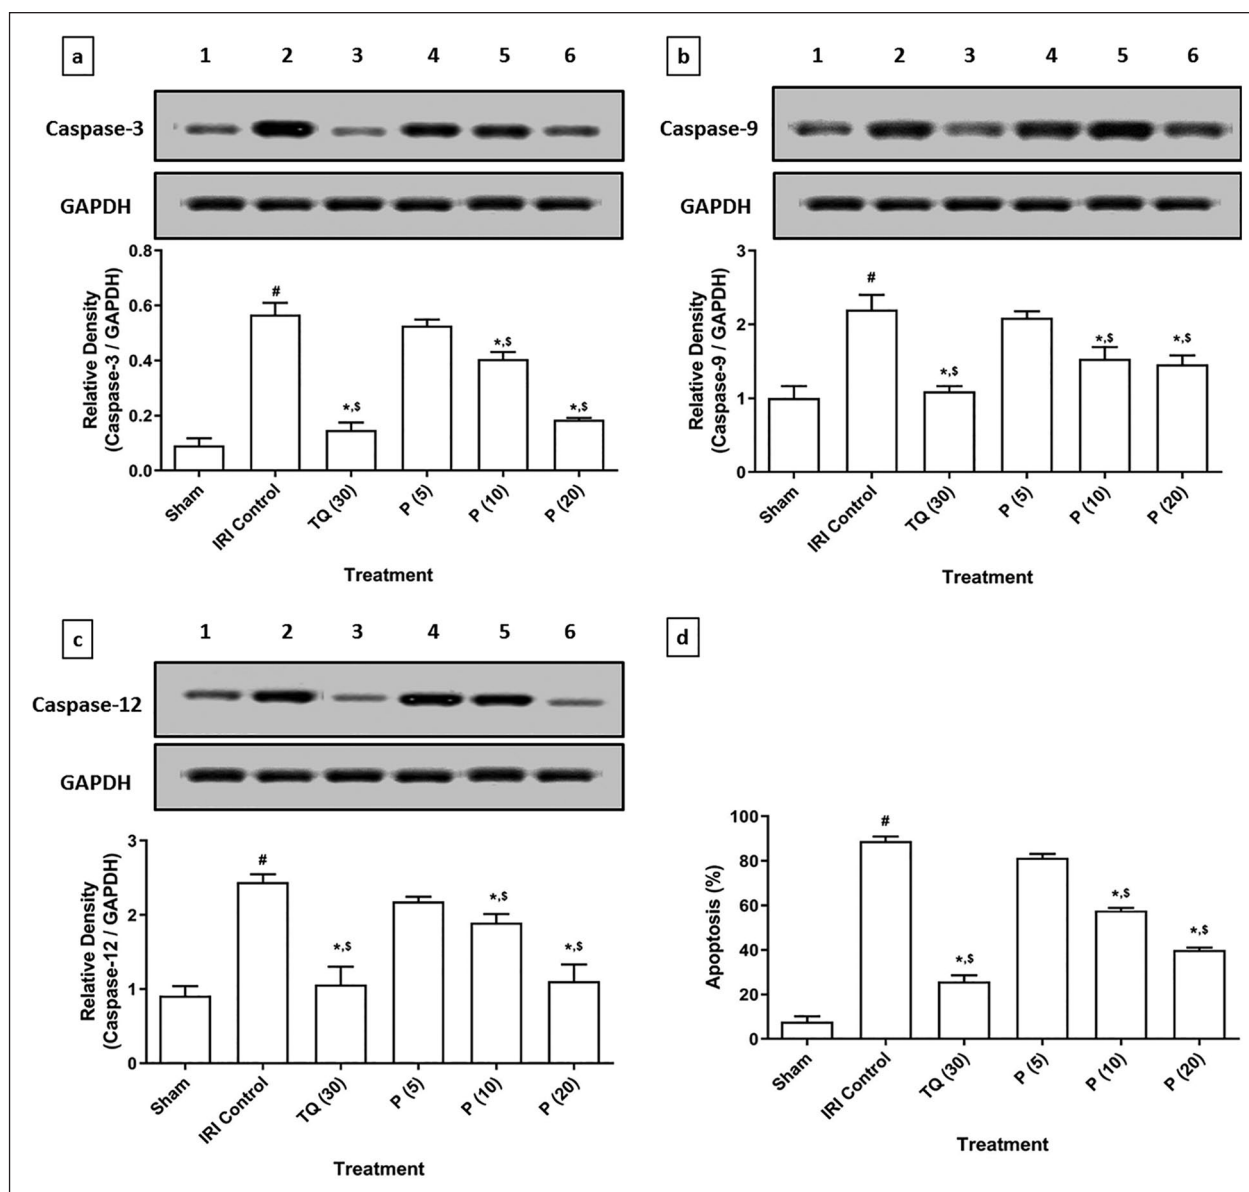 a 1 2 3 4 5 6
Caspase-3
GAPDH
Relative Density
(Caspase-3 / GAPDH)
0.8
0.6
0.4
0.2
0.0
#
*,$
*,$
*,$
Sham
IRI Control
TQ (30)
P (5)
P (10)
P (20)
Treatment
b 1 2 3 4 5 6
Caspase-9
GAPDH
Relative Density
(Caspase-9 / GAPDH)
3
2
1
0
#
*,$
*,$
*,$
Sham
IRI Control
TQ (30)
P (5)
P (10)
P (20)
Treatment
c 1 2 3 4 5 6
Caspase-12
GAPDH
Relative Density
(Caspase-12 / GAPDH)
3
2
1
0
#
*,$
*,$
*,$
Sham
IRI Control
TQ (30)
P (5)
P (10)
P (20)
Treatment
d
Apoptosis (%)
100
80
60
40
20
0
#
*,$
*,$
*,$
Sham
IRI Control
TQ (30)
P (5)
P (10)
P (20)
Treatment